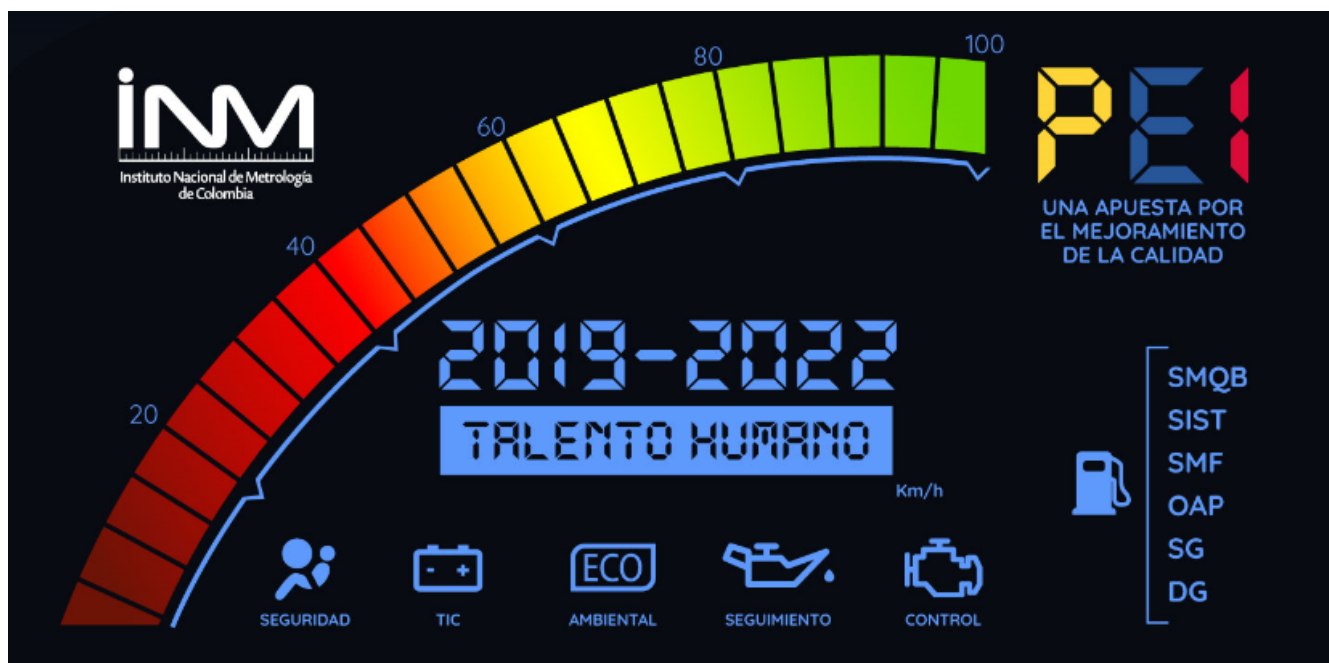 iNM
Instituto Nacional de Metrología
de Colombia
20
40
60
80
100
PEI
UNA APUESTA POR
EL MEJORAMIENTO
DE LA CALIDAD
2019-2022
TALENTO HUMANO
Km/h
SMQB
SIST
SMF
OAP
SG
DG
- +
ECO
SEGURIDAD
TIC
AMBIENTAL
SEGUIMIENTO
CONTROL